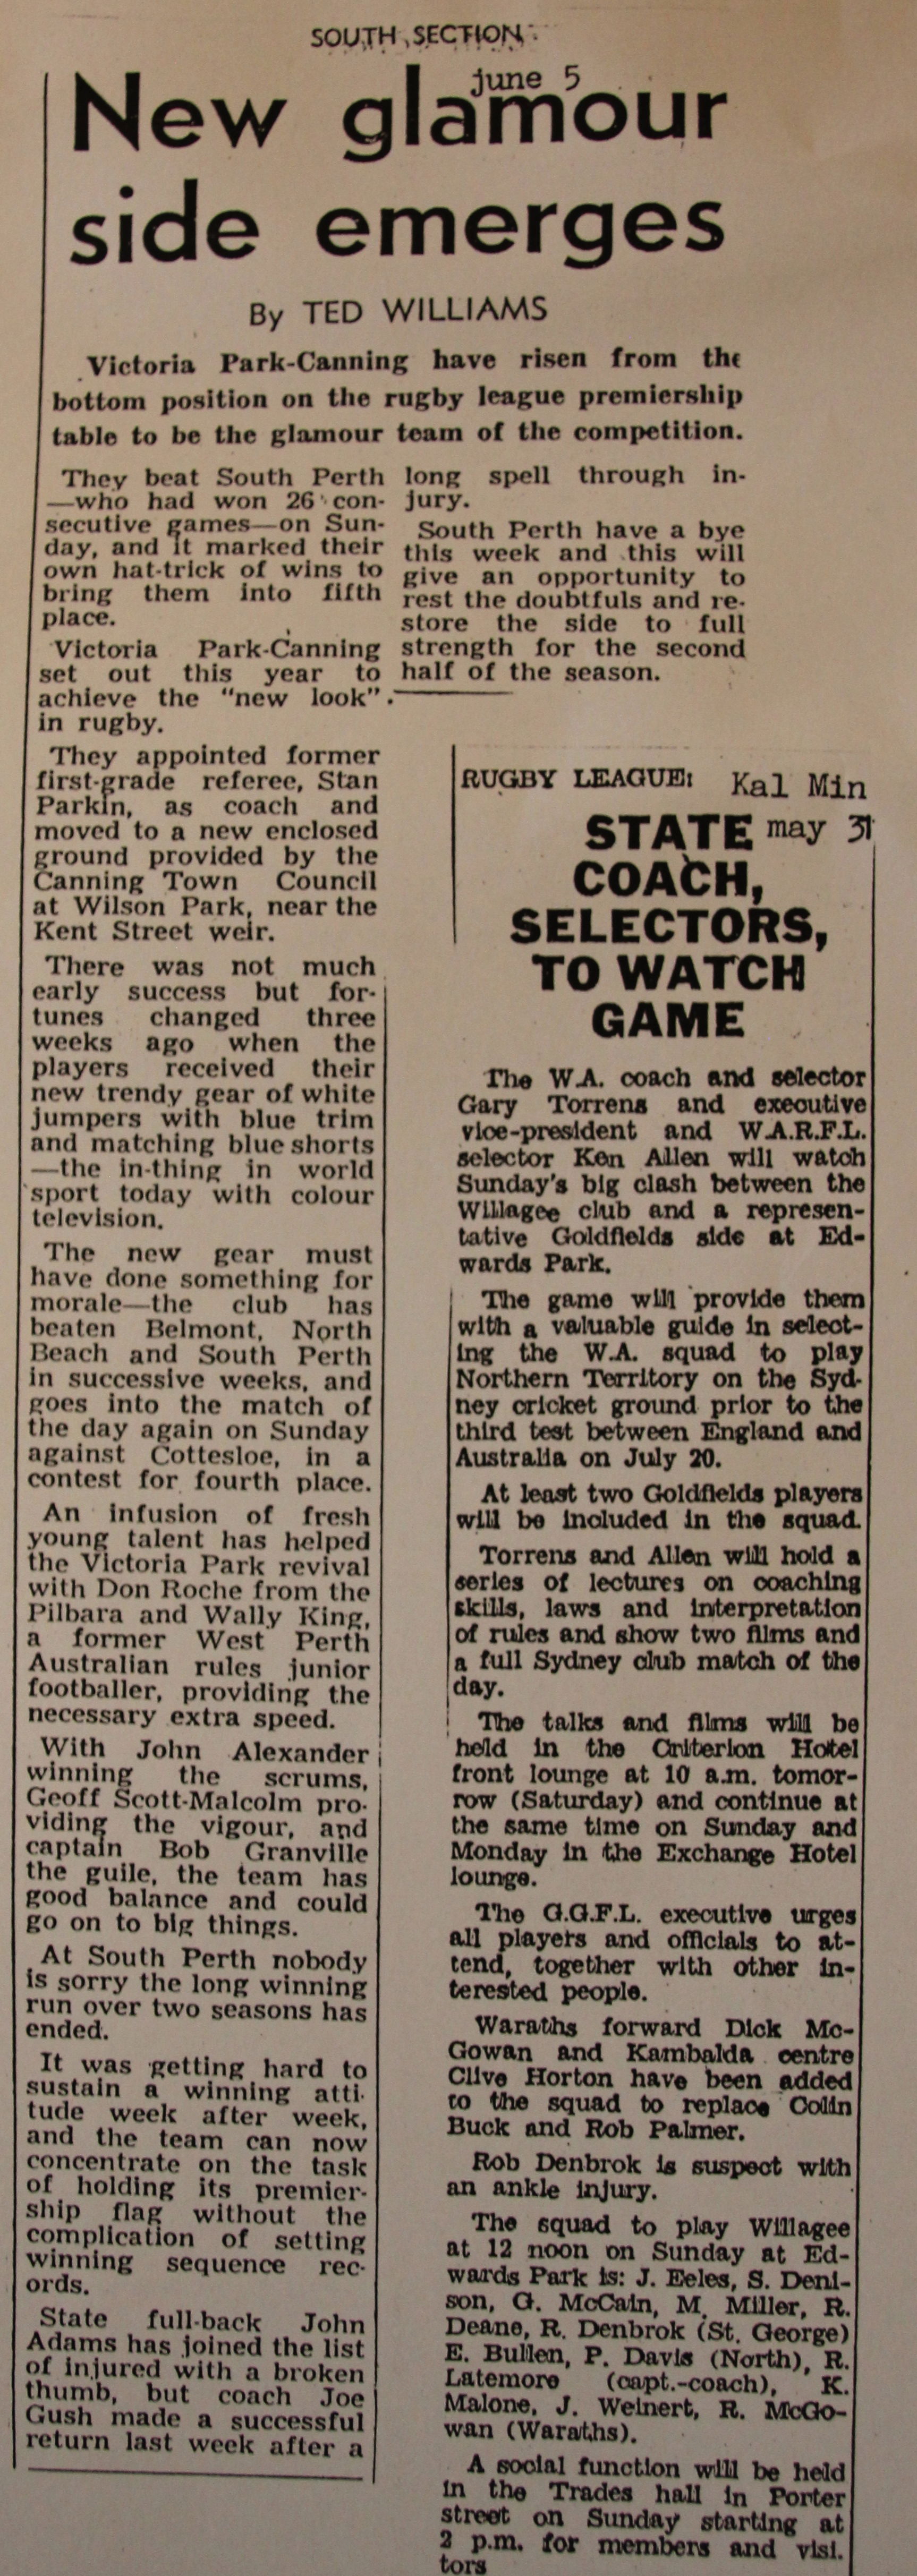 SOUTH SECTION
june 5
New glamour
side emerges
By TED WILLIAMS
Victoria Park-Canning have risen from the
bottom position on the rugby league premiership
table to be the glamour team of the competition.
They beat South Perth
—who had won 26 con-
secutive games—on Sun-
day, and it marked their
own hat-trick of wins to
bring them into fifth
place.
Victoria Park-Canning
set out this year to
achieve the "new look"
in rugby.
They appointed former
first-grade referee, Stan
Parkin, as coach and
moved to a new enclosed
ground provided by the
Canning Town Council
at Wilson Park, near the
Kent Street weir.
There was not much
early success but for-
tunes changed three
weeks ago when the
players received their
new trendy gear of white
jumpers with blue trim
and matching blue shorts
—the in-thing in world
sport today with colour
television.
The new gear must
have done something for
morale—the club has
beaten Belmont, North
Beach and South Perth
in successive weeks, and
goes into the match of
the day again on Sunday
against Cottesloe, in a
contest for fourth place.
An infusion of fresh
young talent has helped
the Victoria Park revival
with Don Roche from the
Pilbara and Wally King,
a former West Perth
Australian rules junior
footballer, providing the
necessary extra speed.
With John Alexander
winning the scrums,
Geoff Scott-Malcolm pro-
viding the vigour, and
captain Bob Granville
the guile, the team has
good balance and could
go on to big things.
At South Perth nobody
is sorry the long winning
run over two seasons has
ended.
It was getting hard to
sustain a winning atti-
tude week after week,
and the team can now
concentrate on the task
of holding its premier-
ship flag without the
complication of setting
winning sequence rec-
ords.
State full-back John
Adams has joined the list
of injured with a broken
thumb, but coach Joe
Gush made a successful
return last week after a
long spell through in-
jury.
South Perth have a bye
this week and this will
give an opportunity to
rest the doubtfuls and re-
store the side to full
strength for the second
half of the season.
RUGBY LEAGUE: Kal Min
may 31
STATE
COACH,
SELECTORS,
TO WATCH
GAME
The W.A. coach and selector
Gary Torrens and executive
vice-president and W.A.R.F.L.
selector Ken Allen will watch
Sunday's big clash between the
Willagee club and a represen-
tative Goldfields side at Ed-
wards Park.
The game will provide them
with a valuable guide in select-
ing the W.A. squad to play
Northern Territory on the Syd-
ney cricket ground prior to the
third test between England and
Australia on July 20.
At least two Goldfields players
will be included in the squad.
Torrens and Allen will hold a
series of lectures on coaching
skills, laws and interpretation
of rules and show two films and
a full Sydney club match of the
day.
The talks and films will be
held in the Criterion Hotel
front lounge at 10 a.m. tomor-
row (Saturday) and continue at
the same time on Sunday and
Monday in the Exchange Hotel
lounge.
The G.G.F.L. executive urges
all players and officials to at-
tend, together with other in-
terested people.
Waraths forward Dick Mc-
Gowan and Kambalda centre
Clive Horton have been added
to the squad to replace Colin
Buck and Rob Palmer.
Rob Denbrok is suspect with
an ankle injury.
The squad to play Willagee
at 12 noon on Sunday at Ed-
wards Park is: J. Eeles, S. Deni-
son, G. McCain, M. Miller, R.
Deane, R. Denbrok (St. George)
E. Bullen, P. Davis (North), R.
Latemore (capt.-coach), K.
Malone, J. Weinert, R. McGo-
wan (Waraths).
A social function will be held
in the Trades hall in Porter
street on Sunday starting at
2 p.m. for members and visi-
tors